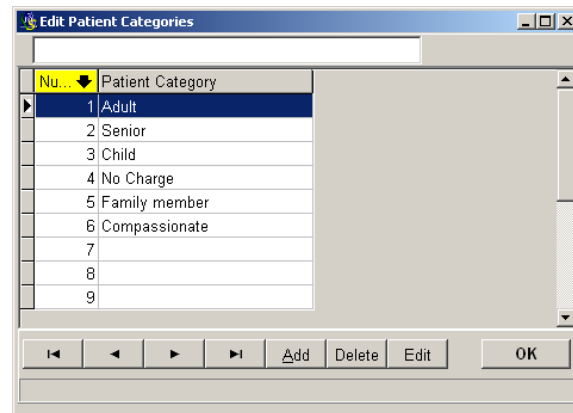 Edit Patient Categories
Nu... Patient Category
1 Adult
2 Senior
3 Child
4 No Charge
5 Family member
6 Compassionate
7
8
9
Add Delete Edit OK